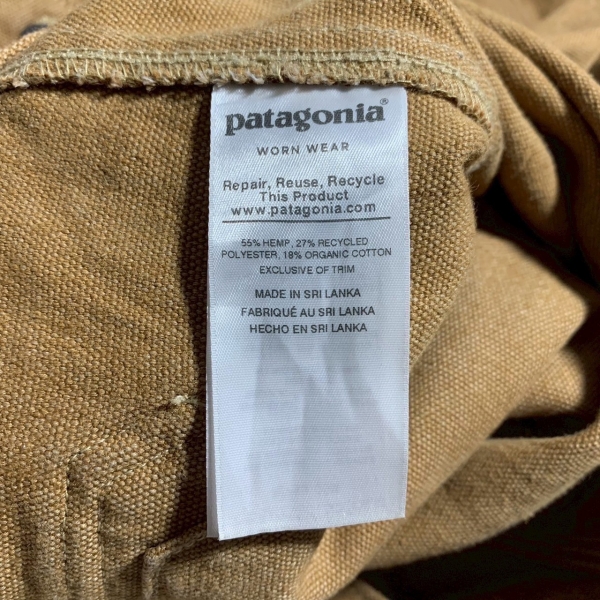 patagonia®
WORN WEAR
Repair, Reuse, Recycle
This Product
www.patagonia.com
55% HEMP, 27% RECYCLED
POLYESTER, 18% ORGANIC COTTON
EXCLUSIVE OF TRIM
MADE IN SRI LANKA
FABRIQUÉ AU SRI LANKA
HECHO EN SRI LANKA